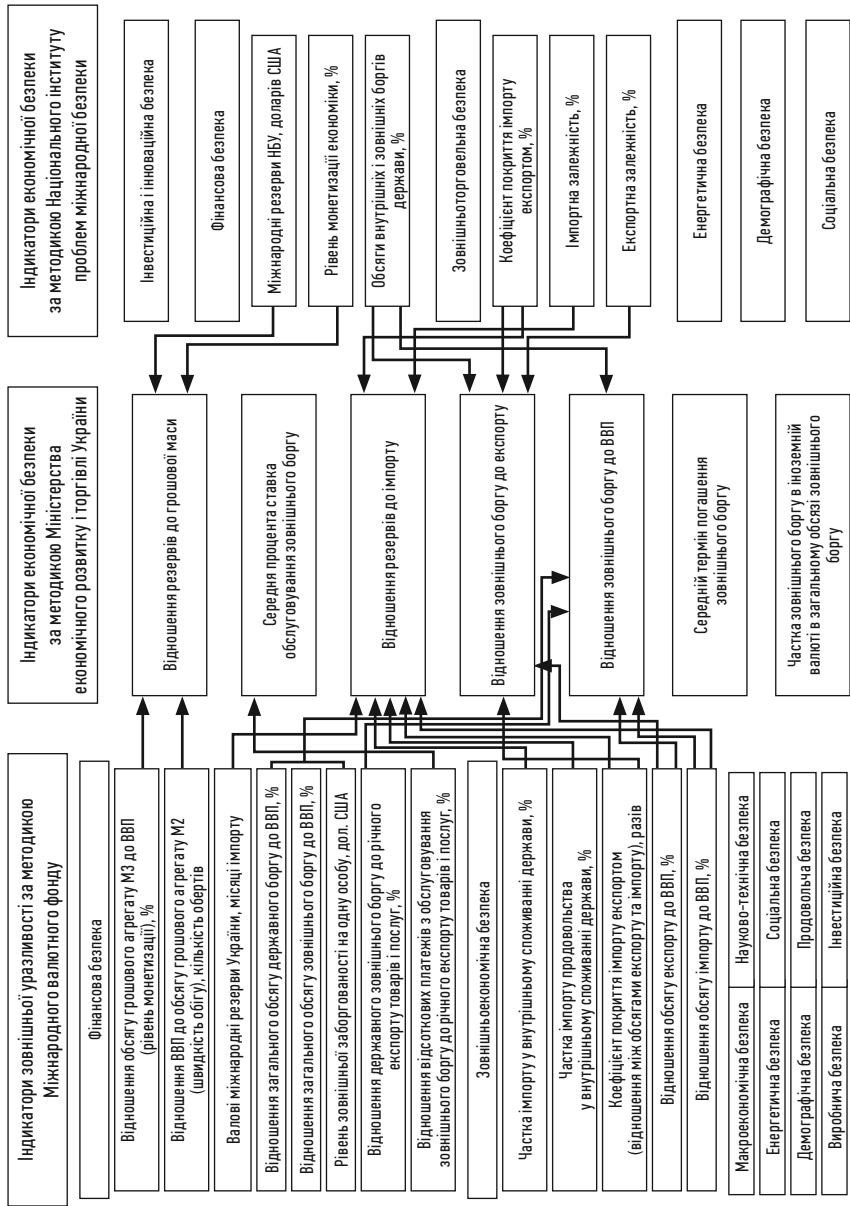 Індикатори зовнішньої уразливості за методикою
Міжнародного валютного фонду
Фінансова безпека
Відношення обсягу грошового агрегату М3 до ВВП
(рівень монетизації), %
Відношення ВВП до обсягу грошового агрегату М2
(швидкість обігу), кількість обертів
Валові міжнародні резерви України, місяці імпорту
Відношення загального обсягу державного боргу до ВВП, %
Відношення загального обсягу зовнішнього боргу до ВВП, %
Рівень зовнішньої заборгованості на одну особу, дол. США
Відношення державного зовнішнього боргу до річного
експорту товарів і послуг, %
Відношення відсоткових платежів з обслуговування
зовнішнього боргу до річного експорту товарів і послуг, %
Зовнішньоекономічна безпека
Частка імпорту у внутрішньому споживанні держави, %
Частка імпорту продовольства
у внутрішньому споживанні держави, %
Коефіцієнт покриття імпорту експортом
(відношення між обсягами експорту та імпорту), разів
Відношення обсягу експорту до ВВП, %
Відношення обсягу імпорту до ВВП, %
Макроекономічна безпека
Науково-технічна безпека
Енергетична безпека
Соціальна безпека
Демографічна безпека
Продовольча безпека
Виробнича безпека
Інвестиційна безпека
Індикатори економічної безпеки
за методикою Міністерства
економічного розвитку і торгівлі України
Відношення резервів до грошової маси
Середня процента ставка
обслуговування зовнішнього боргу
Відношення резервів до імпорту
Відношення зовнішнього боргу до експорту
Відношення зовнішнього боргу до ВВП
Середній термін погашення
зовнішнього боргу
Частка зовнішнього боргу в іноземній
валюті в загальному обсязі зовнішнього
боргу
Індикатори економічної безпеки
за методикою Національного інституту
проблем міжнародної безпеки
Інвестиційна і інноваційна безпека
Фінансова безпека
Міжнародні резерви НБУ, доларів США
Рівень монетизації економіки, %
Обсяги внутрішніх і зовнішніх боргів
держави, %
Зовнішньоторговельна безпека
Коефіцієнт покриття імпорту
експортом, %
Імпортна залежність, %
Експортна залежність, %
Енергетична безпека
Демографічна безпека
Соціальна безпека